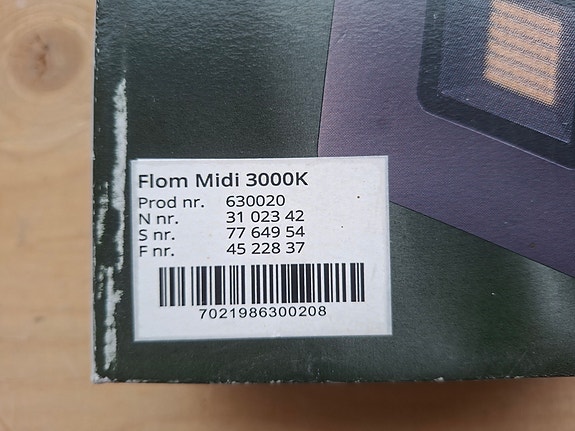 Flom Midi 3000K
Prod nr. 630020
N nr. 31 023 42
S nr. 77 649 54
F nr. 45 228 37
7021986300208